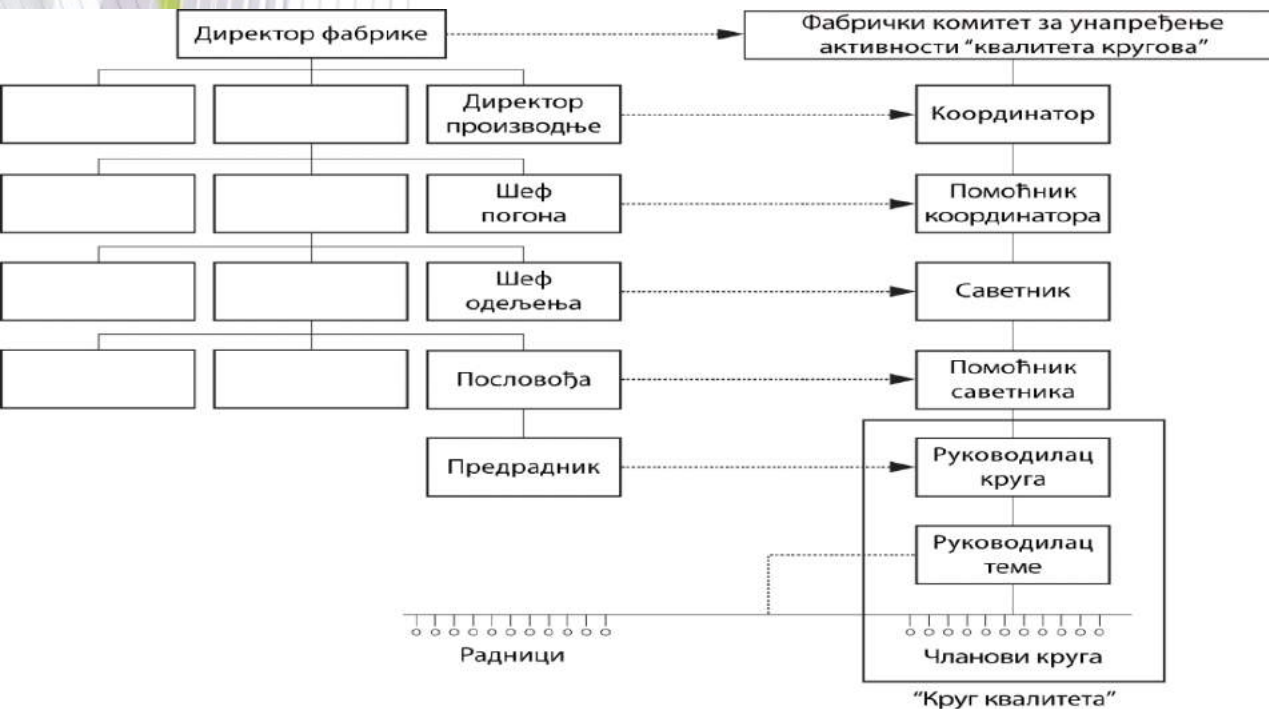 Директор фабрике
Фабрички комитет за унапређење
активности “квалитета кругова”
Директор
производње
Координатор
Шеф
погона
Помоћник
координатора
Шеф
одељења
Саветник
Пословођа
Помоћник
саветника
Предрадник
Руководилац
круга
Руководилац
теме
Радници
Чланови круга
“Круг квалитета”